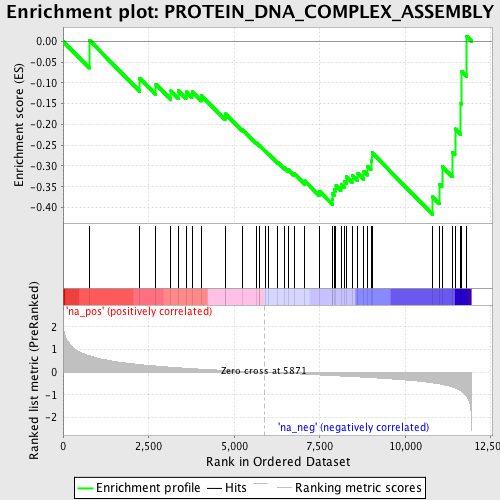 Enrichment plot: PROTEIN_DNA_COMPLEX_ASSEMBLY
Enrichment score (ES)
0.00
-0.05
-0.10
-0.15
-0.20
-0.25
-0.30
-0.35
-0.40
'na_pos' (positively correlated)
Ranked list metric (PreRanked)
2
1
0
-1
-2
Zero cross at 5871
'na_neg' (negatively correlated)
0 2,500 5,000 7,500 10,000 12,500
Rank in Ordered Dataset
Enrichment profile Hits Ranking metric scores